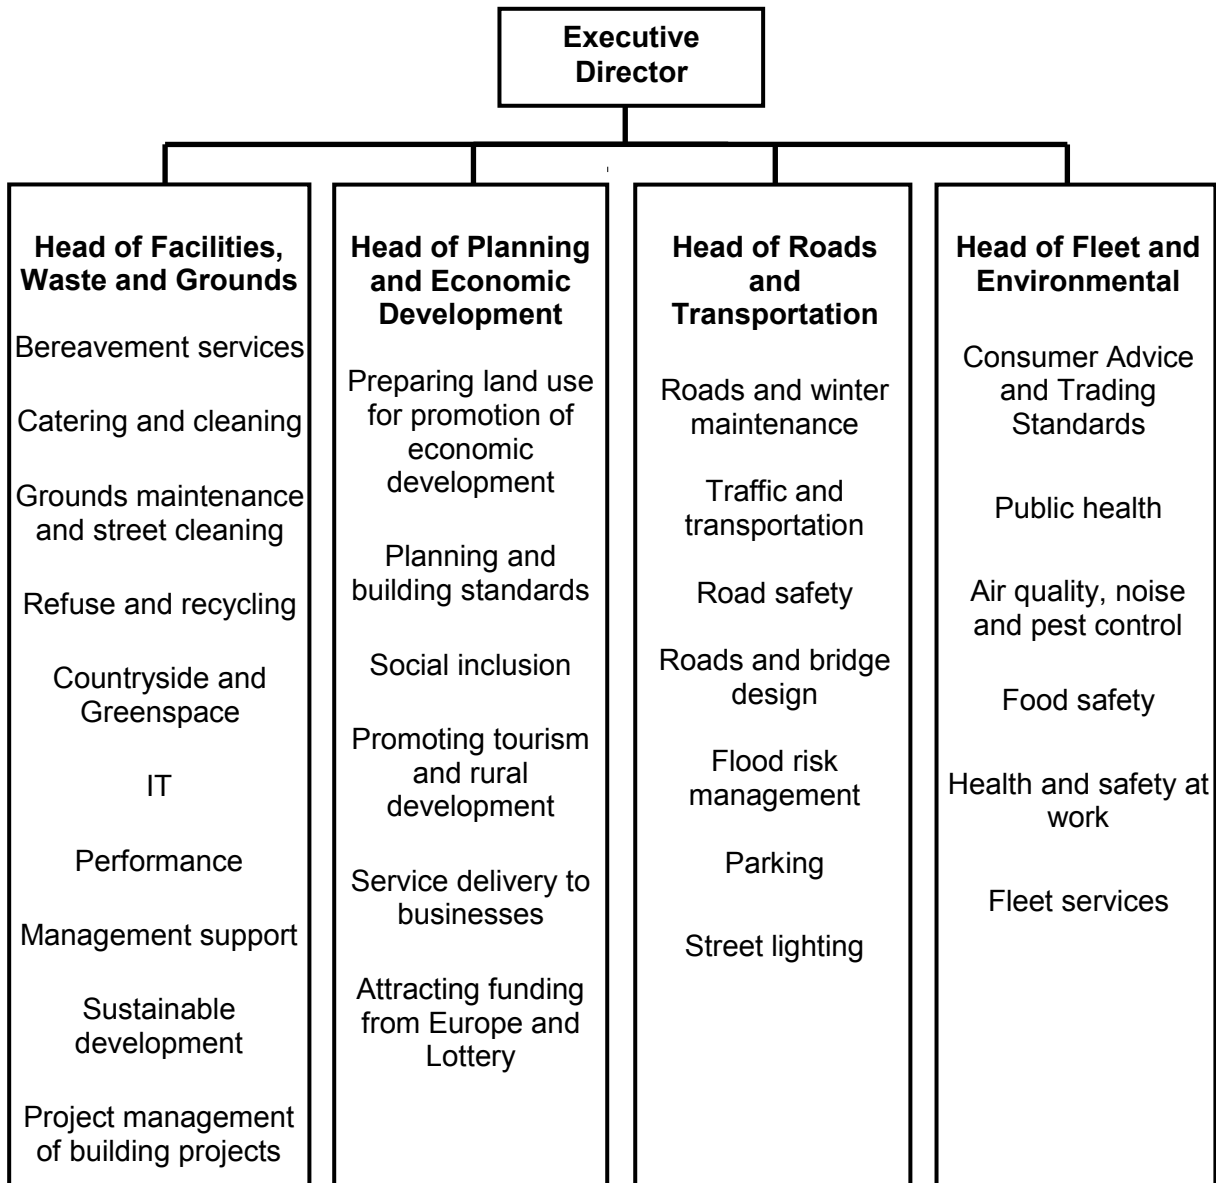 Executive
Director
Head of Facilities,
Waste and Grounds
Bereavement services
Catering and cleaning
Grounds maintenance
and street cleaning
Refuse and recycling
Countryside and
Greenspace
IT
Performance
Management support
Sustainable
development
Project management
of building projects
Head of Planning
and Economic
Development
Preparing land use
for promotion of
economic
development
Planning and
building standards
Social inclusion
Promoting tourism
and rural
development
Service delivery to
businesses
Attracting funding
from Europe and
Lottery
Head of Roads
and
Transportation
Roads and winter
maintenance
Traffic and
transportation
Road safety
Roads and bridge
design
Flood risk
management
Parking
Street lighting
Head of Fleet and
Environmental
Consumer Advice
and Trading
Standards
Public health
Air quality, noise
and pest control
Food safety
Health and safety at
work
Fleet services